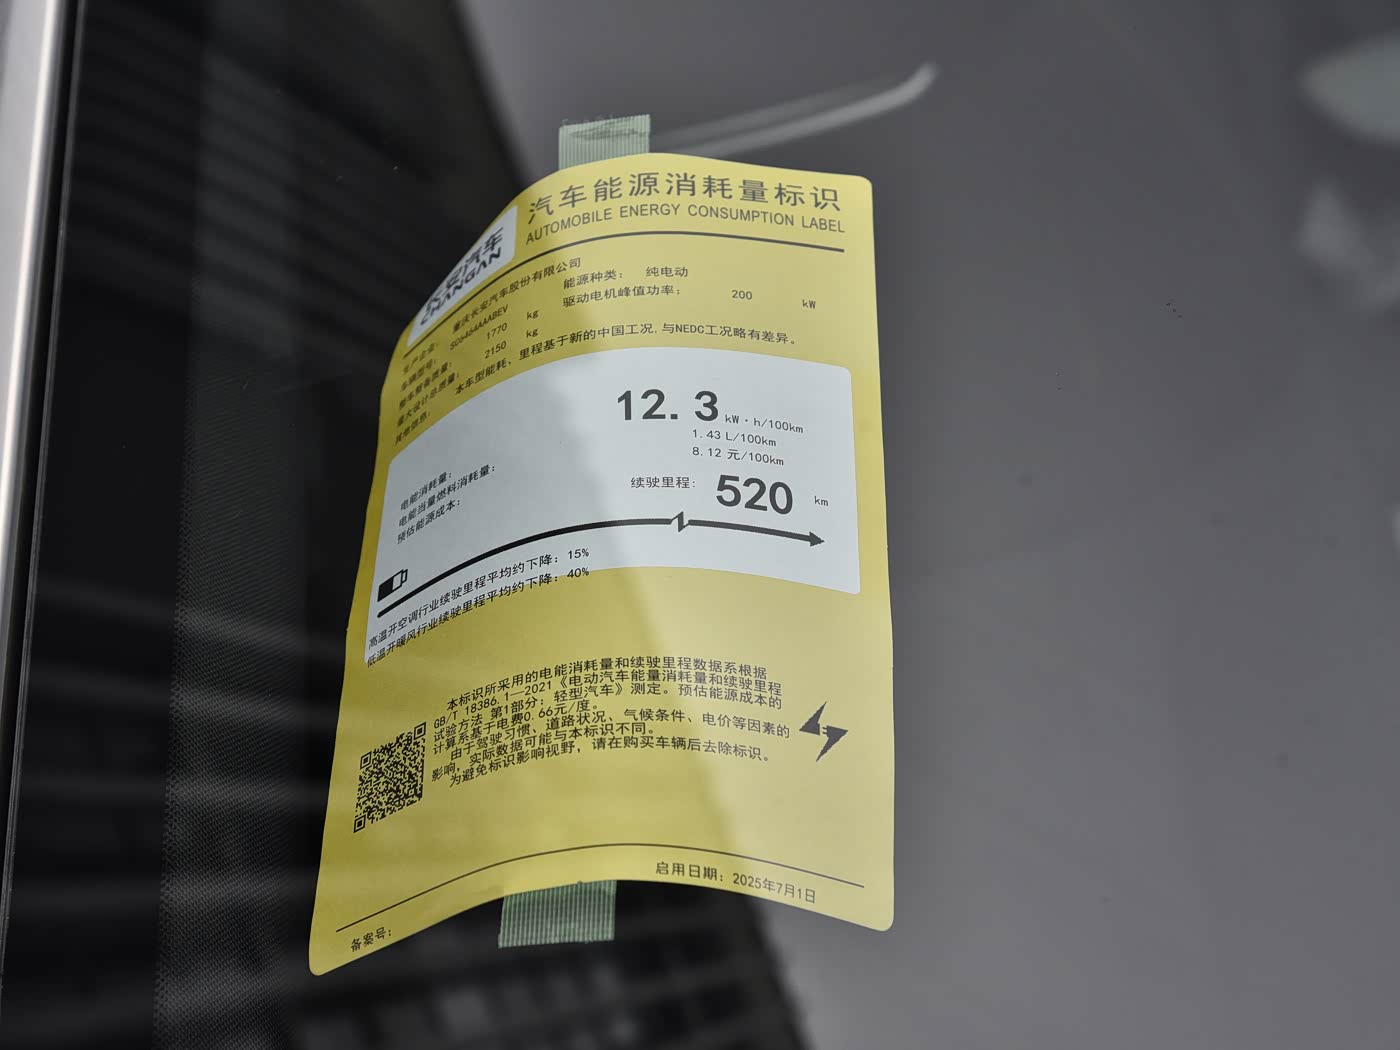 汽车能源消耗量标识
AUTOMOBILE ENERGY CONSUMPTION LABEL
长安汽车
CHANGAN
生产企业： 重庆长安汽车股份有限公司
车辆型号： SC6464AAABEV
能源种类： 纯电动
整车整备质量： 1770 kg
驱动电机峰值功率： 200 kW
最大设计总质量： 2150 kg
其他信息： 本车型能耗、里程基于新的中国工况,与NEDC工况略有差异。
电能消耗量： 12.3 kW·h/100km
电能当量燃料消耗量： 1.43 L/100km
预估能源成本： 8.12 元/100km
续驶里程： 520 km
高温开空调行业续驶里程平均约下降：15%
低温开暖风行业续驶里程平均约下降：40%
本标识所采用的电能消耗量和续驶里程数据系根据
GB/T 18386.1—2021《电动汽车能量消耗量和续驶里程
试验方法 第1部分：轻型汽车》测定。预估能源成本的
计算系基于电费0.66元/度。
由于驾驶习惯、道路状况、气候条件、电价等因素的
影响，实际数据可能与本标识不同。
为避免标识影响视野，请在购买车辆后去除标识。
备案号：
启用日期：2025年7月1日